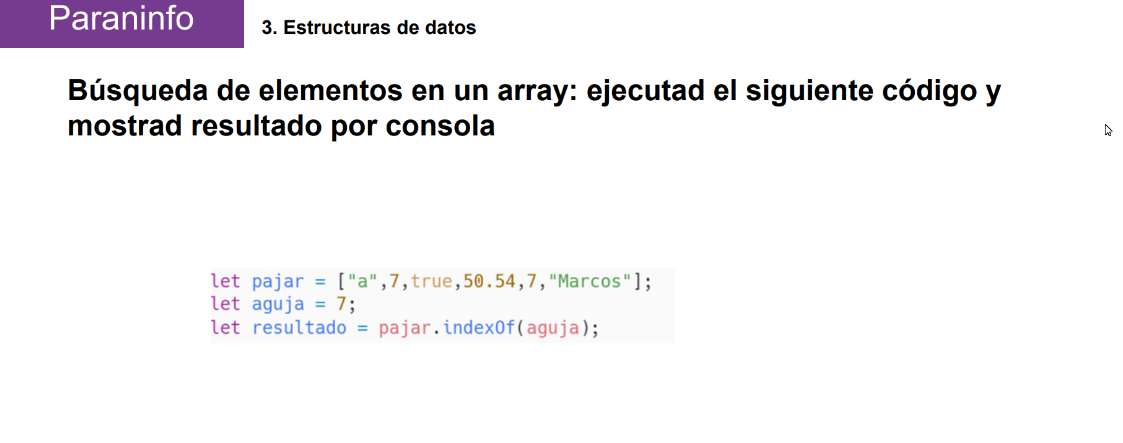 Paraninfo
3. Estructuras de datos
Búsqueda de elementos en un array: ejecutad el siguiente código y
mostrad resultado por consola
let pajar = ["a",7,true,50.54,7,"Marcos"];
let aguja = 7;
let resultado = pajar.indexOf(aguja);